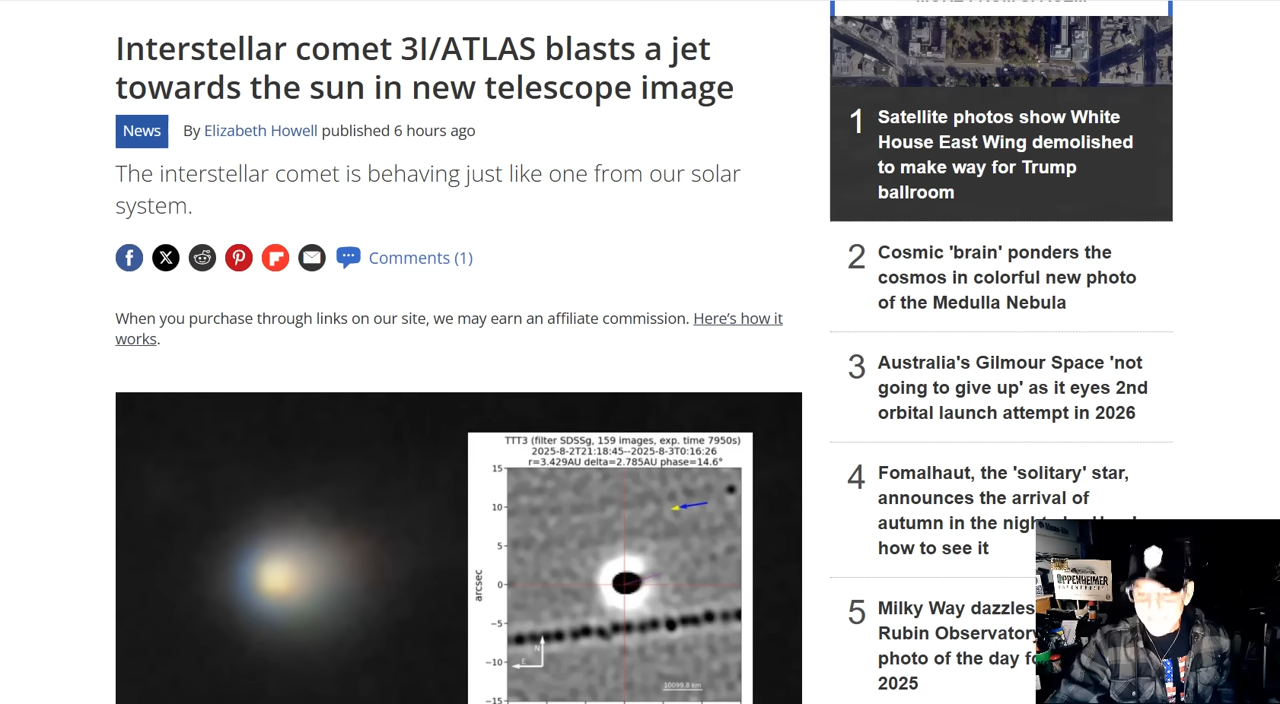 Interstellar comet 3I/ATLAS blasts a jet
towards the sun in new telescope image
News
By Elizabeth Howell published 6 hours ago
The interstellar comet is behaving just like one from our solar
system.
Comments (1)
When you purchase through links on our site, we may earn an affiliate commission. Here's how it
works.
TTT3 (filter SDSSg, 159 images, exp. time 7950s)
2025-8-2T21:18:45--2025-8-3T0:16:26
r=3.429AU delta=2.785AU phase=14.6°
15
10
5
0
−5
−10
−15
arcsec
N
E
10099.8 km
1
Satellite photos show White
House East Wing demolished
to make way for Trump
ballroom
2
Cosmic 'brain' ponders the
cosmos in colorful new photo
of the Medulla Nebula
3
Australia's Gilmour Space 'not
going to give up' as it eyes 2nd
orbital launch attempt in 2026
4
Fomalhaut, the 'solitary' star,
announces the arrival of
autumn in the
how to see it
5
Milky Way dazzles
Rubin Observatory
photo of the day
2025
OPPENHEIMER